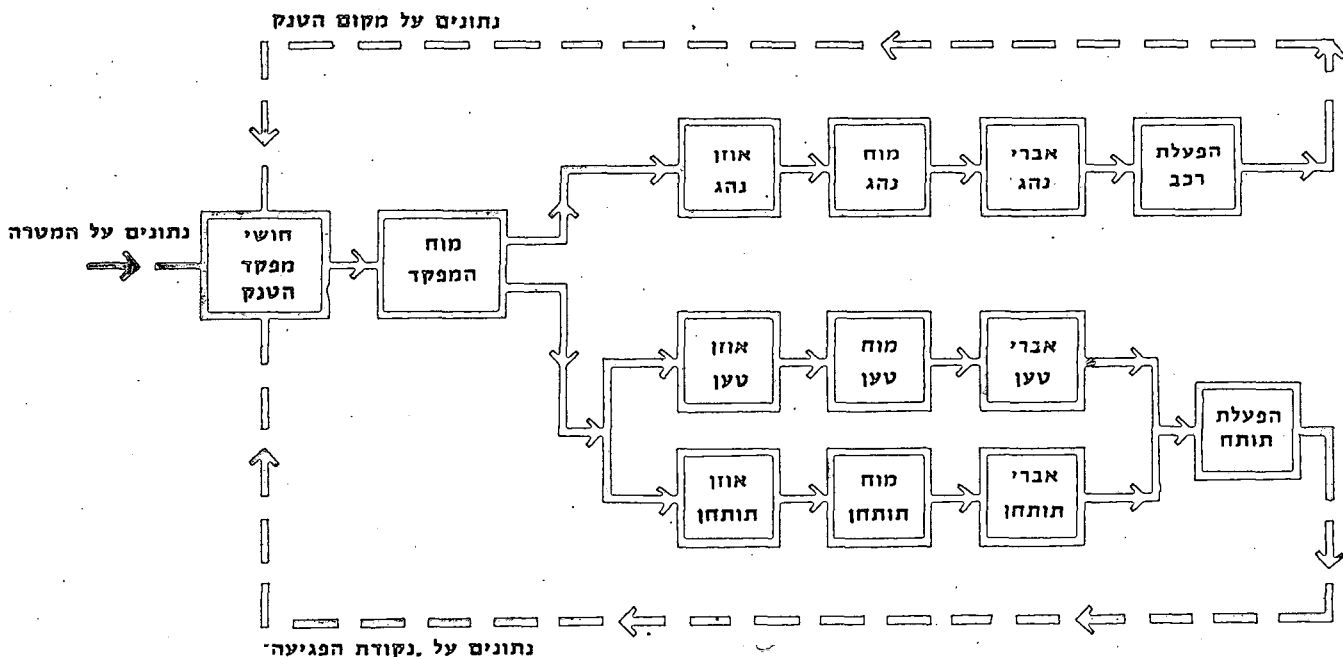 נתונים על מקום הטנק
אוזן
נהג
מוח
נהג
אברי
נהג
הפעלת
רכב
נתונים על המטרה
חושי
מפקד
הטנק
מוח
המפקד
אוזן
טען
מוח
טען
אברי
טען
הפעלת
תותח
אוזן
תותחן
מוח
תותחן
אברי
תותחן
נתונים על ,נקודת הפגיעה־